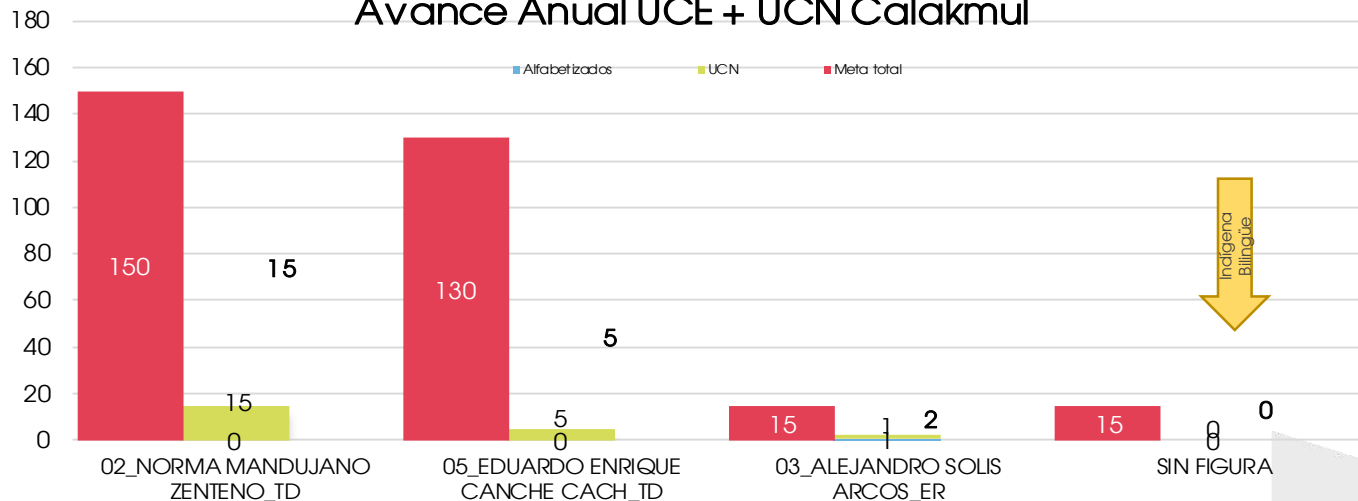 Avance Anual UCE + UCN Calakmul
Alfabetizados UCN Meta total
180
160
140
120
100
80
60
40
20
0
150
15
15
0
130
5
5
0
15
1
1
2
15
0
0
0
Indígena
Bilingüe
02_NORMA MANDUJANO
ZENTENO_TD
05_EDUARDO ENRIQUE
CANCHE CACH_TD
03_ALEJANDRO SOLIS
ARCOS_ER
SIN FIGURA